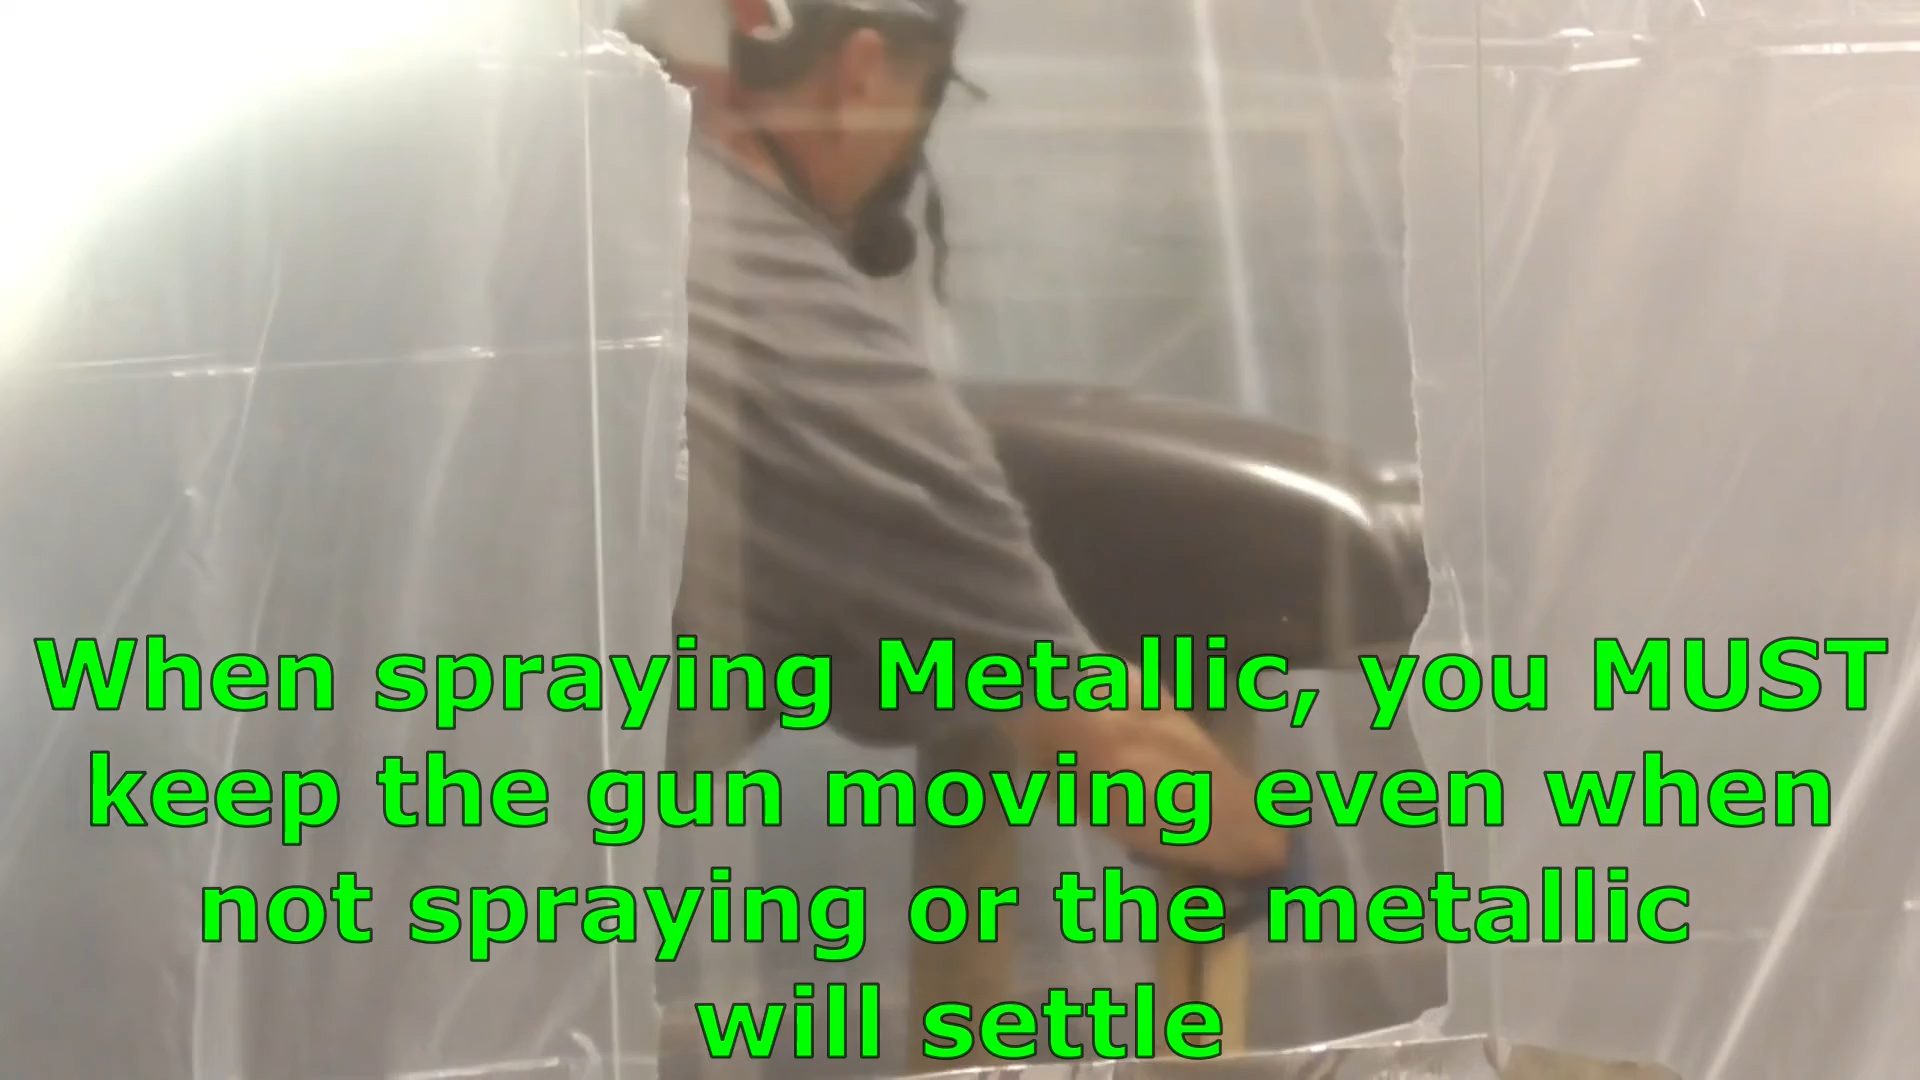 When spraying Metallic, you MUST
keep the gun moving even when
not spraying or the metallic
will settle